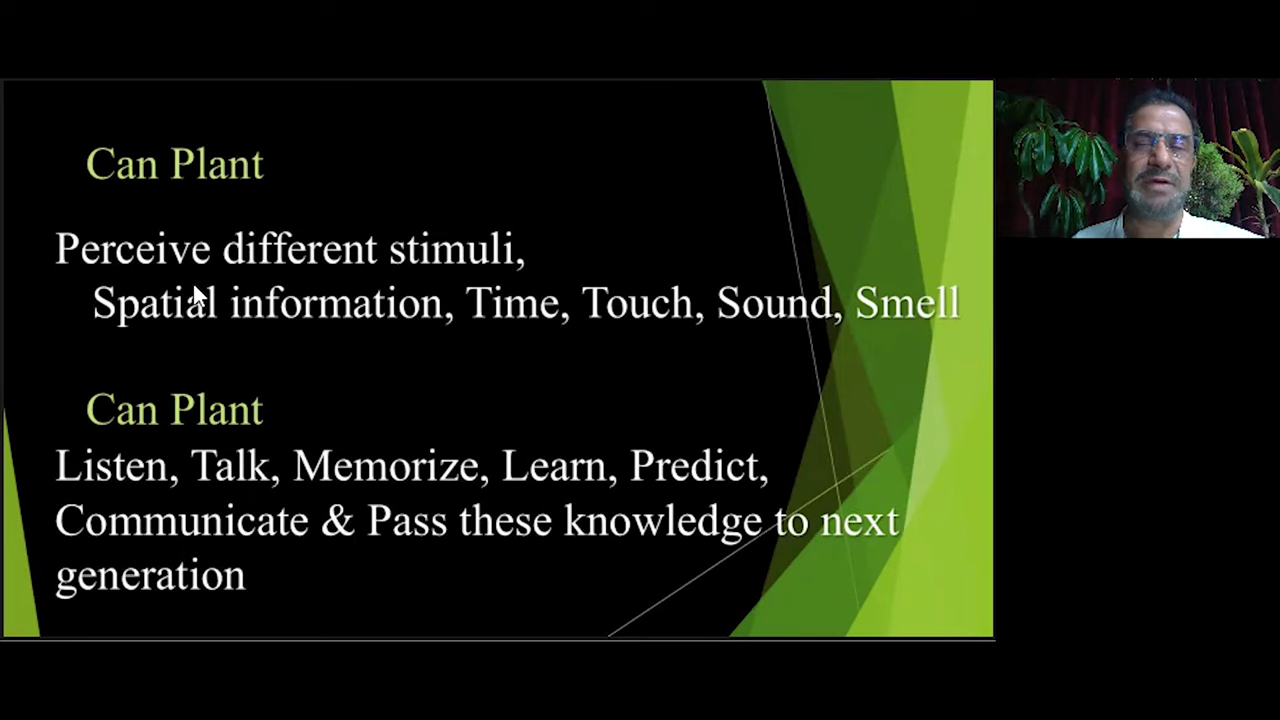 Can Plant
Perceive different stimuli,
Spatial information, Time, Touch, Sound, Smell
Can Plant
Listen, Talk, Memorize, Learn, Predict,
Communicate & Pass these knowledge to next
generation